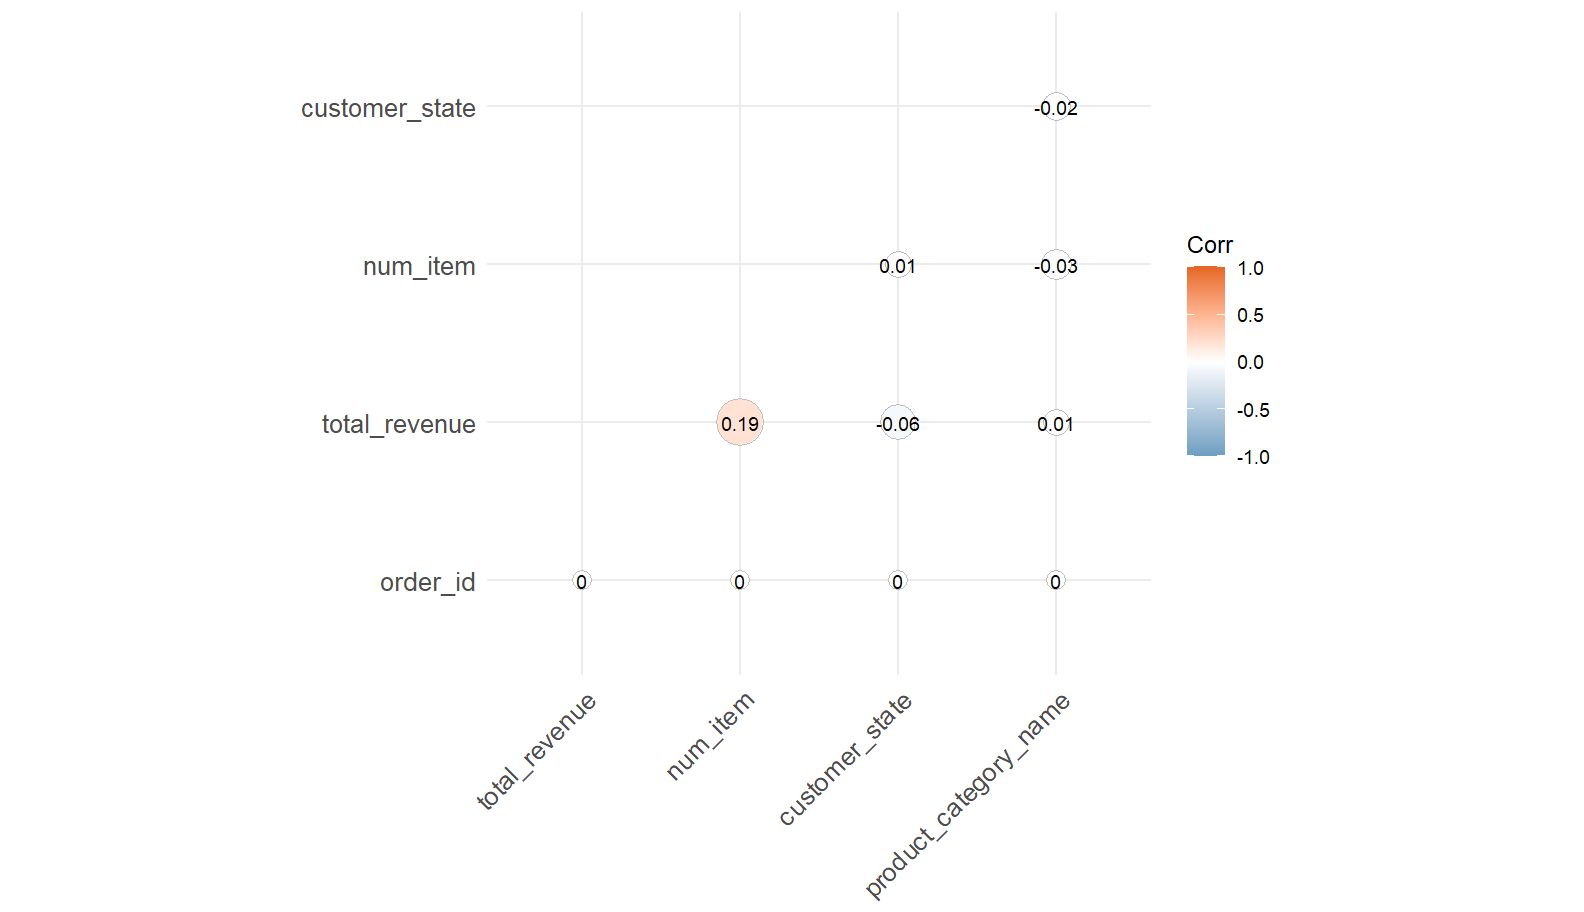 customer_state
-0.02
num_item
0.01
-0.03
total_revenue
0.19
-0.06
0.01
order_id
0
0
0
0
total_revenue
num_item
customer_state
product_category_name
Corr
1.0
0.5
0.0
-0.5
-1.0